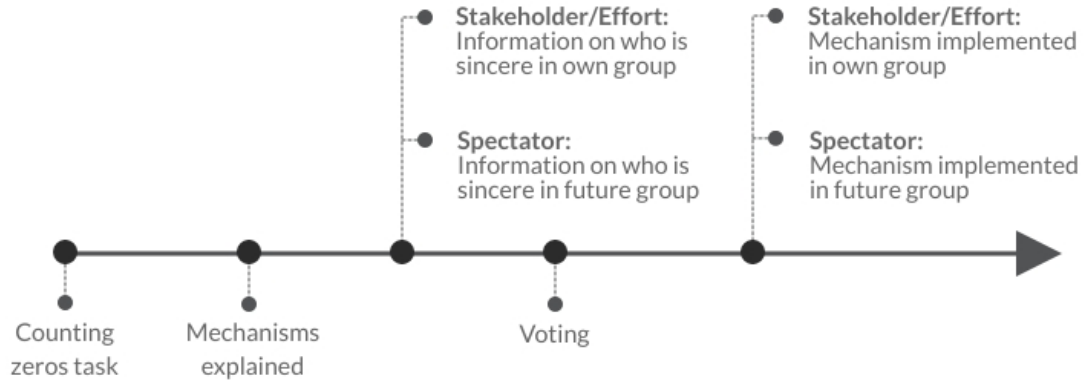 Stakeholder/Effort:
Information on who is
sincere in own group
Spectator:
Information on who is
sincere in future group
Stakeholder/Effort:
Mechanism implemented
in own group
Spectator:
Mechanism implemented
in future group
Counting
zeros task
Mechanisms
explained
Voting